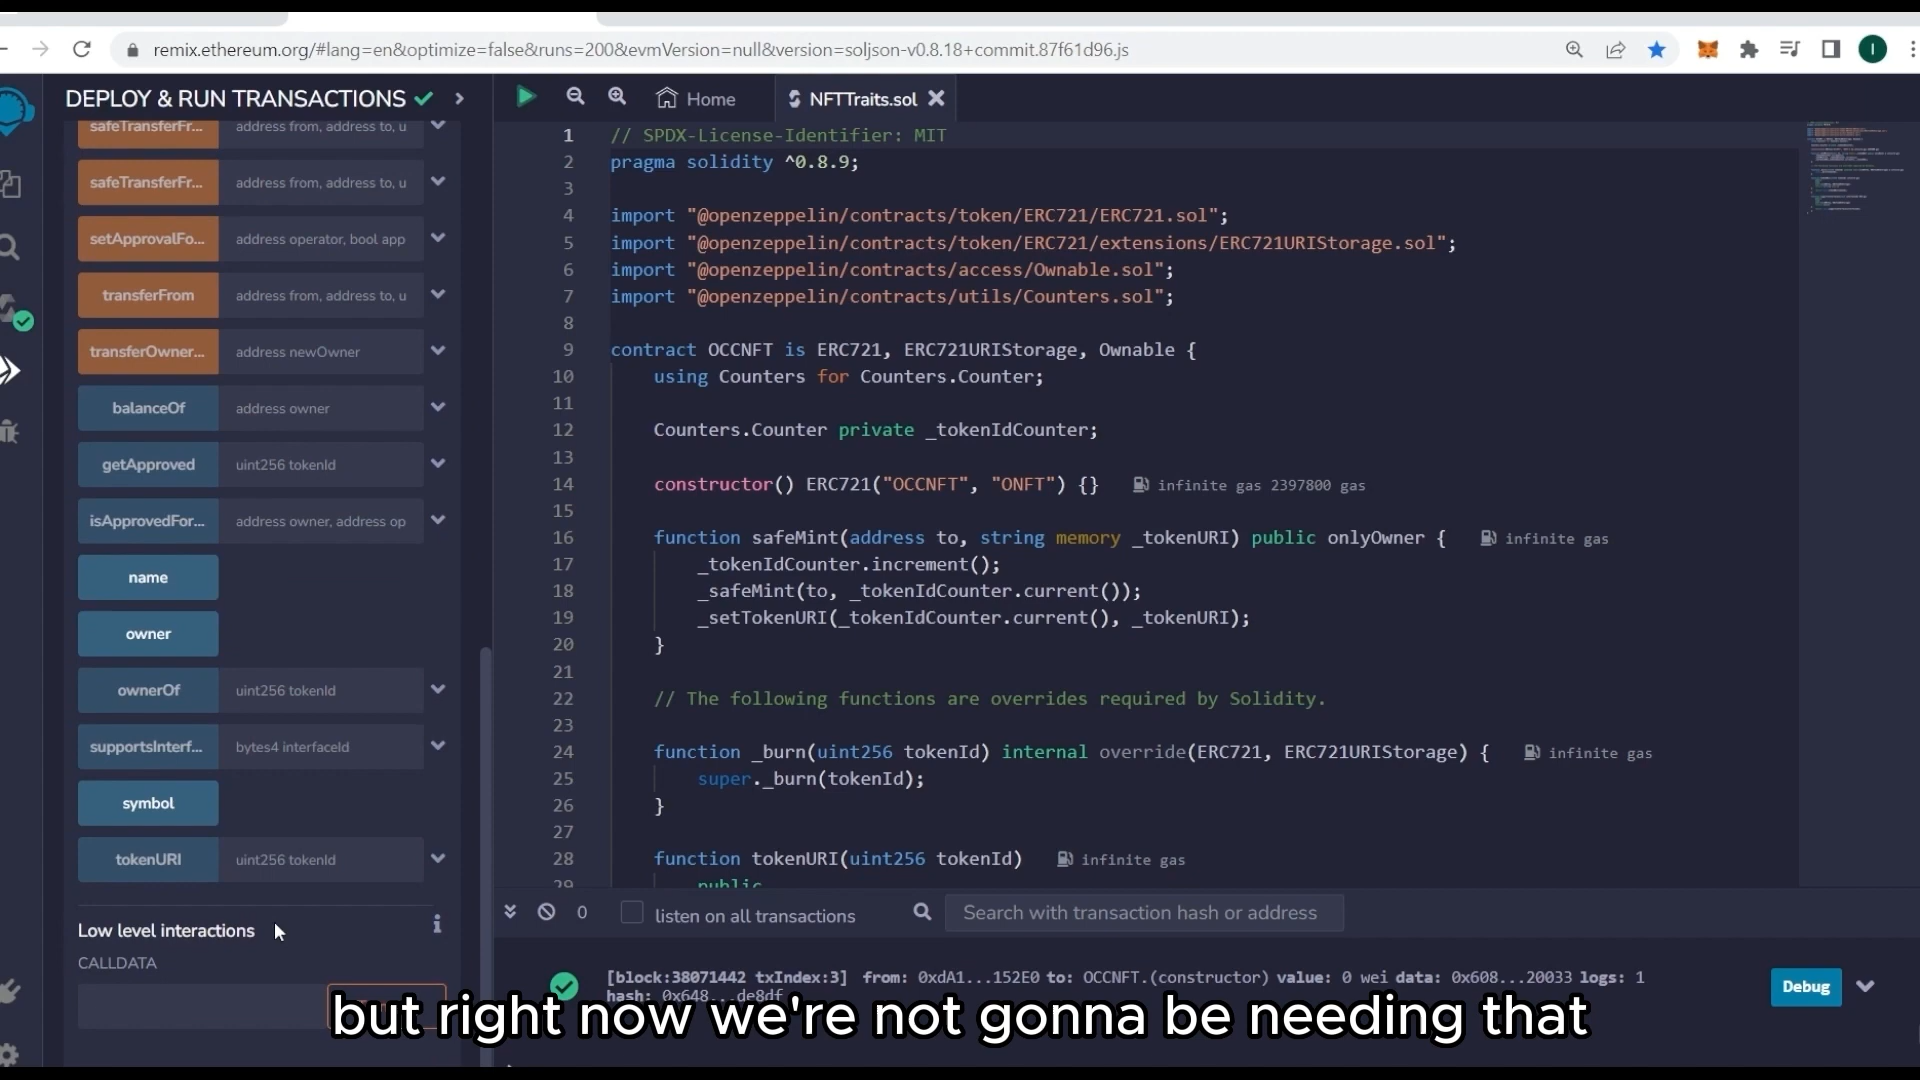 remix.ethereum.org/#lang=en&optimize=false&runs=200&evmVersion=null&version=soljson-v0.8.18+commit.87f61d96.js
I
DEPLOY & RUN TRANSACTIONS
safeTransferFr... address from, address to, u
safeTransferFr... address from, address to, u
setApprovalFo... address operator, bool app
transferFrom address from, address to, u
transferOwner... address newOwner
balanceOf address owner
getApproved uint256 tokenId
isApprovedFor... address owner, address op
name
owner
ownerOf uint256 tokenId
supportsInterf... bytes4 interfaceId
symbol
tokenURI uint256 tokenId
Low level interactions
CALLDATA
Home NFTTraits.sol
1 // SPDX-License-Identifier: MIT
2 pragma solidity ^0.8.9;
3
4 import "@openzeppelin/contracts/token/ERC721/ERC721.sol";
5 import "@openzeppelin/contracts/token/ERC721/extensions/ERC721URIStorage.sol";
6 import "@openzeppelin/contracts/access/Ownable.sol";
7 import "@openzeppelin/contracts/utils/Counters.sol";
8
9 contract OCCNFT is ERC721, ERC721URIStorage, Ownable {
10 using Counters for Counters.Counter;
11
12 Counters.Counter private _tokenIdCounter;
13
14 constructor() ERC721("OCCNFT", "ONFT") {} infinite gas 2397800 gas
15
16 function safeMint(address to, string memory _tokenURI) public onlyOwner { infinite gas
17 _tokenIdCounter.increment();
18 _safeMint(to, _tokenIdCounter.current());
19 _setTokenURI(_tokenIdCounter.current(), _tokenURI);
20 }
21
22 // The following functions are overrides required by Solidity.
23
24 function _burn(uint256 tokenId) internal override(ERC721, ERC721URIStorage) { infinite gas
25 super._burn(tokenId);
26 }
27
28 function tokenURI(uint256 tokenId) infinite gas
29 public
0 listen on all transactions Search with transaction hash or address
[block:38071442 txIndex:3] from: 0xdA1...152E0 to: OCCNFT.(constructor) value: 0 wei data: 0x608...20033 logs: 1
hash: 0x648...de8df
Debug
but right now we're not gonna be needing that